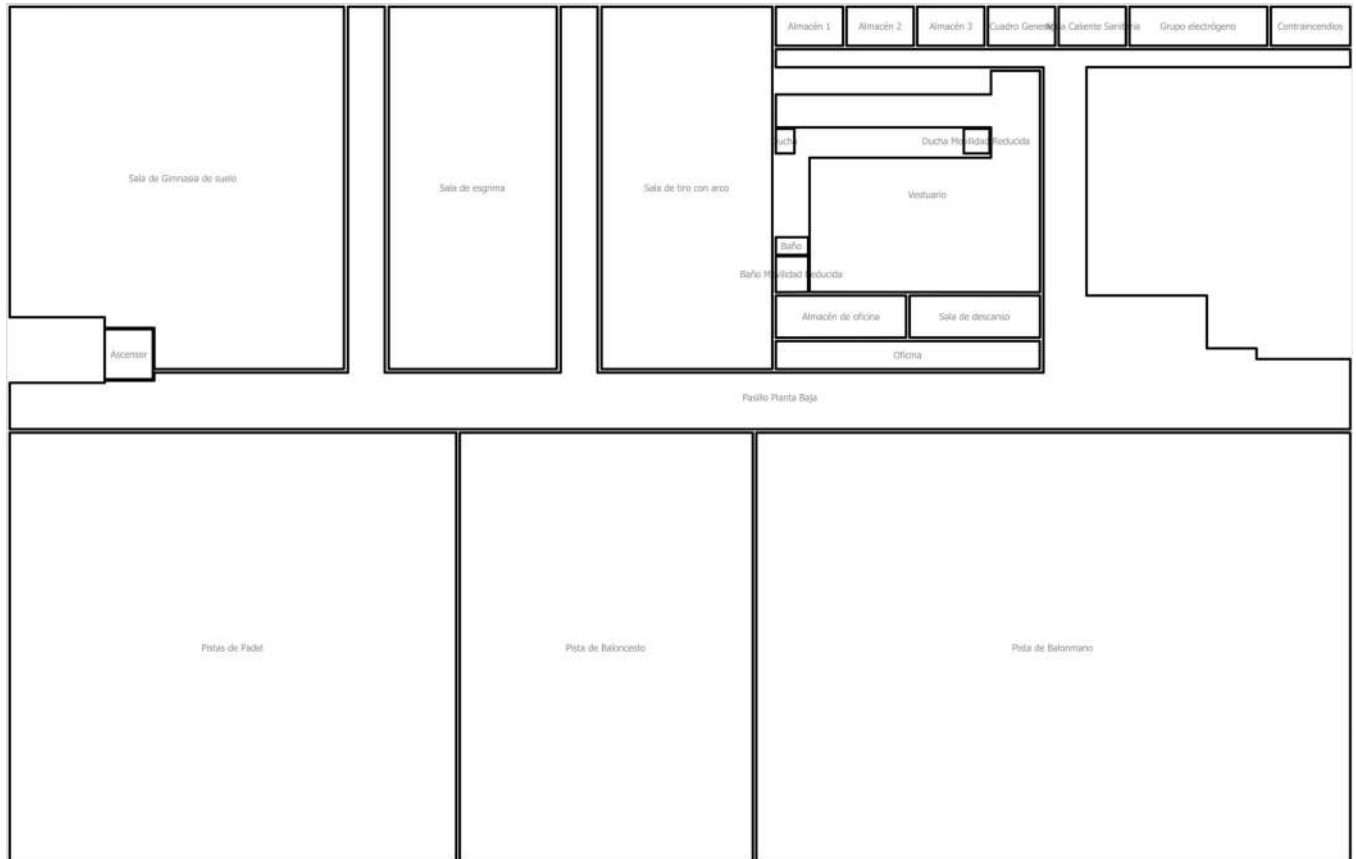 Almacén 1
Almacén 2
Almacén 3
Cuadro General
Agua Caliente Sanitaria
Grupo electrógeno
Contraincendios
Ducha
Ducha Movilidad Reducida
Sala de Gimnasia de suelo
Sala de esgrima
Sala de tiro con arco
Vestuario
Baño
Baño Movilidad Reducida
Almacén de oficina
Sala de descanso
Ascensor
Oficina
Pasillo Planta Baja
Pistas de Padel
Pista de Baloncesto
Pista de Balonmano